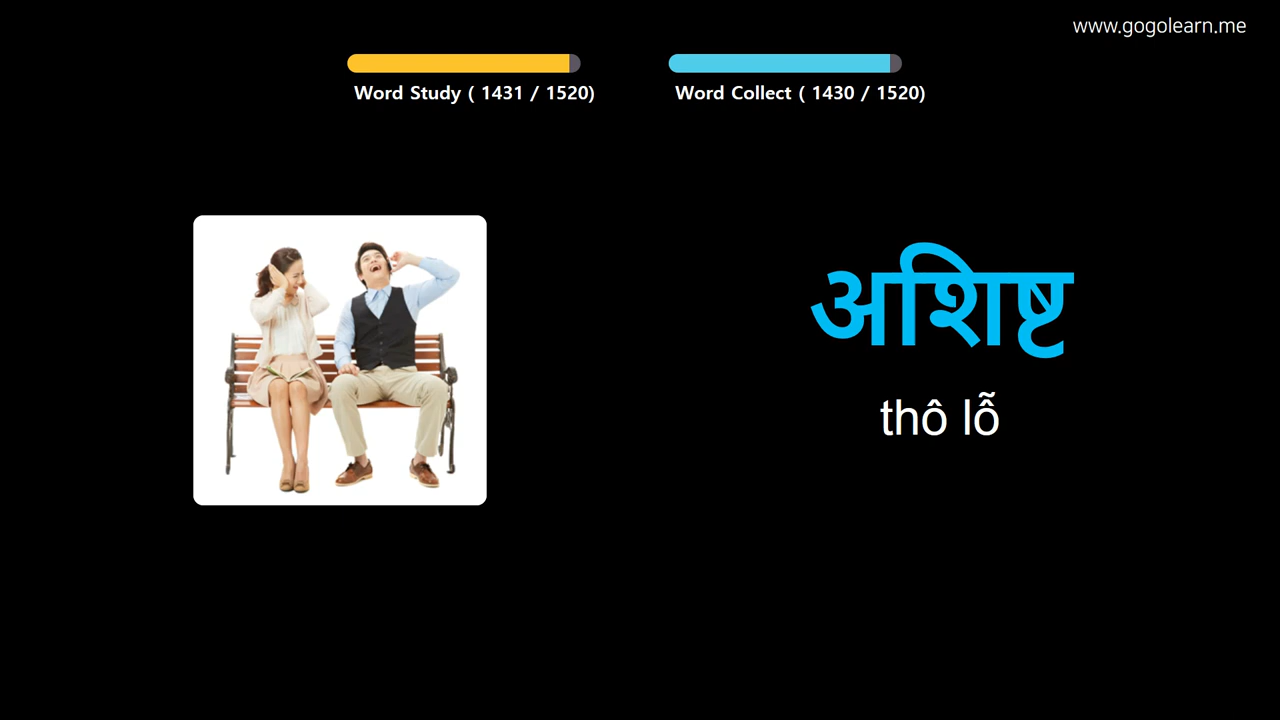 www.gogolearn.me
Word Study ( 1431 / 1520)
Word Collect ( 1430 / 1520)
अशिष्ट
thô lỗ